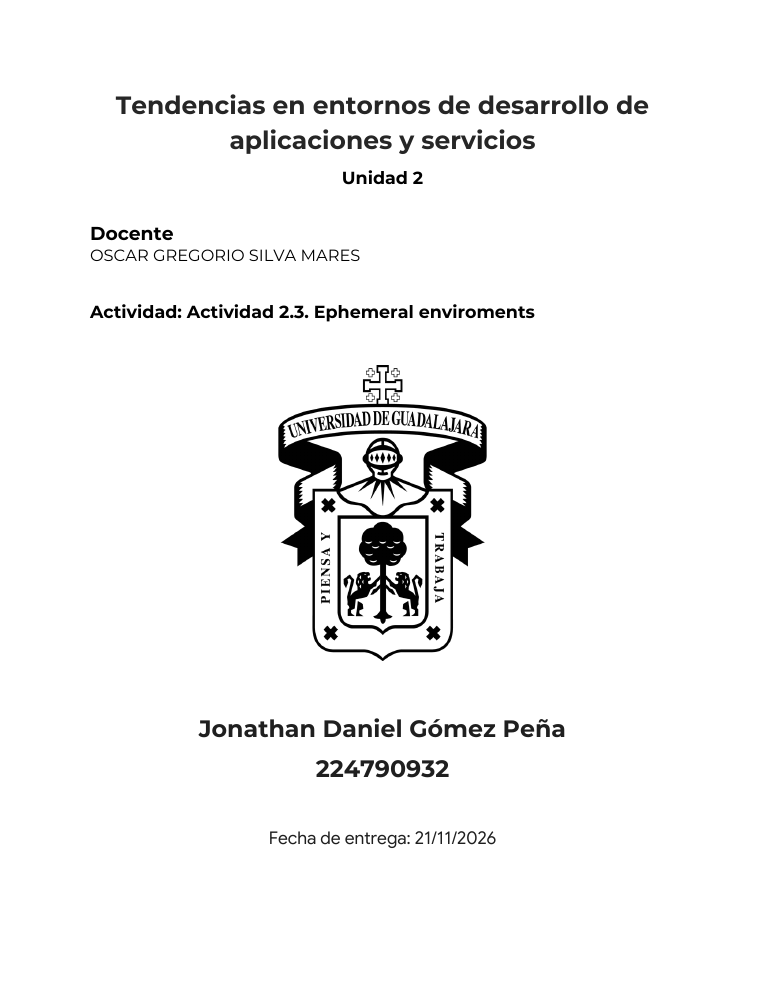 Tendencias en entornos de desarrollo de
aplicaciones y servicios
Unidad 2
Docente
OSCAR GREGORIO SILVA MARES
Actividad: Actividad 2.3. Ephemeral enviroments
UNIVERSIDAD DE GUADALAJARA
PIENSA Y
TRABAJA
Jonathan Daniel Gómez Peña
224790932
Fecha de entrega: 21/11/2026